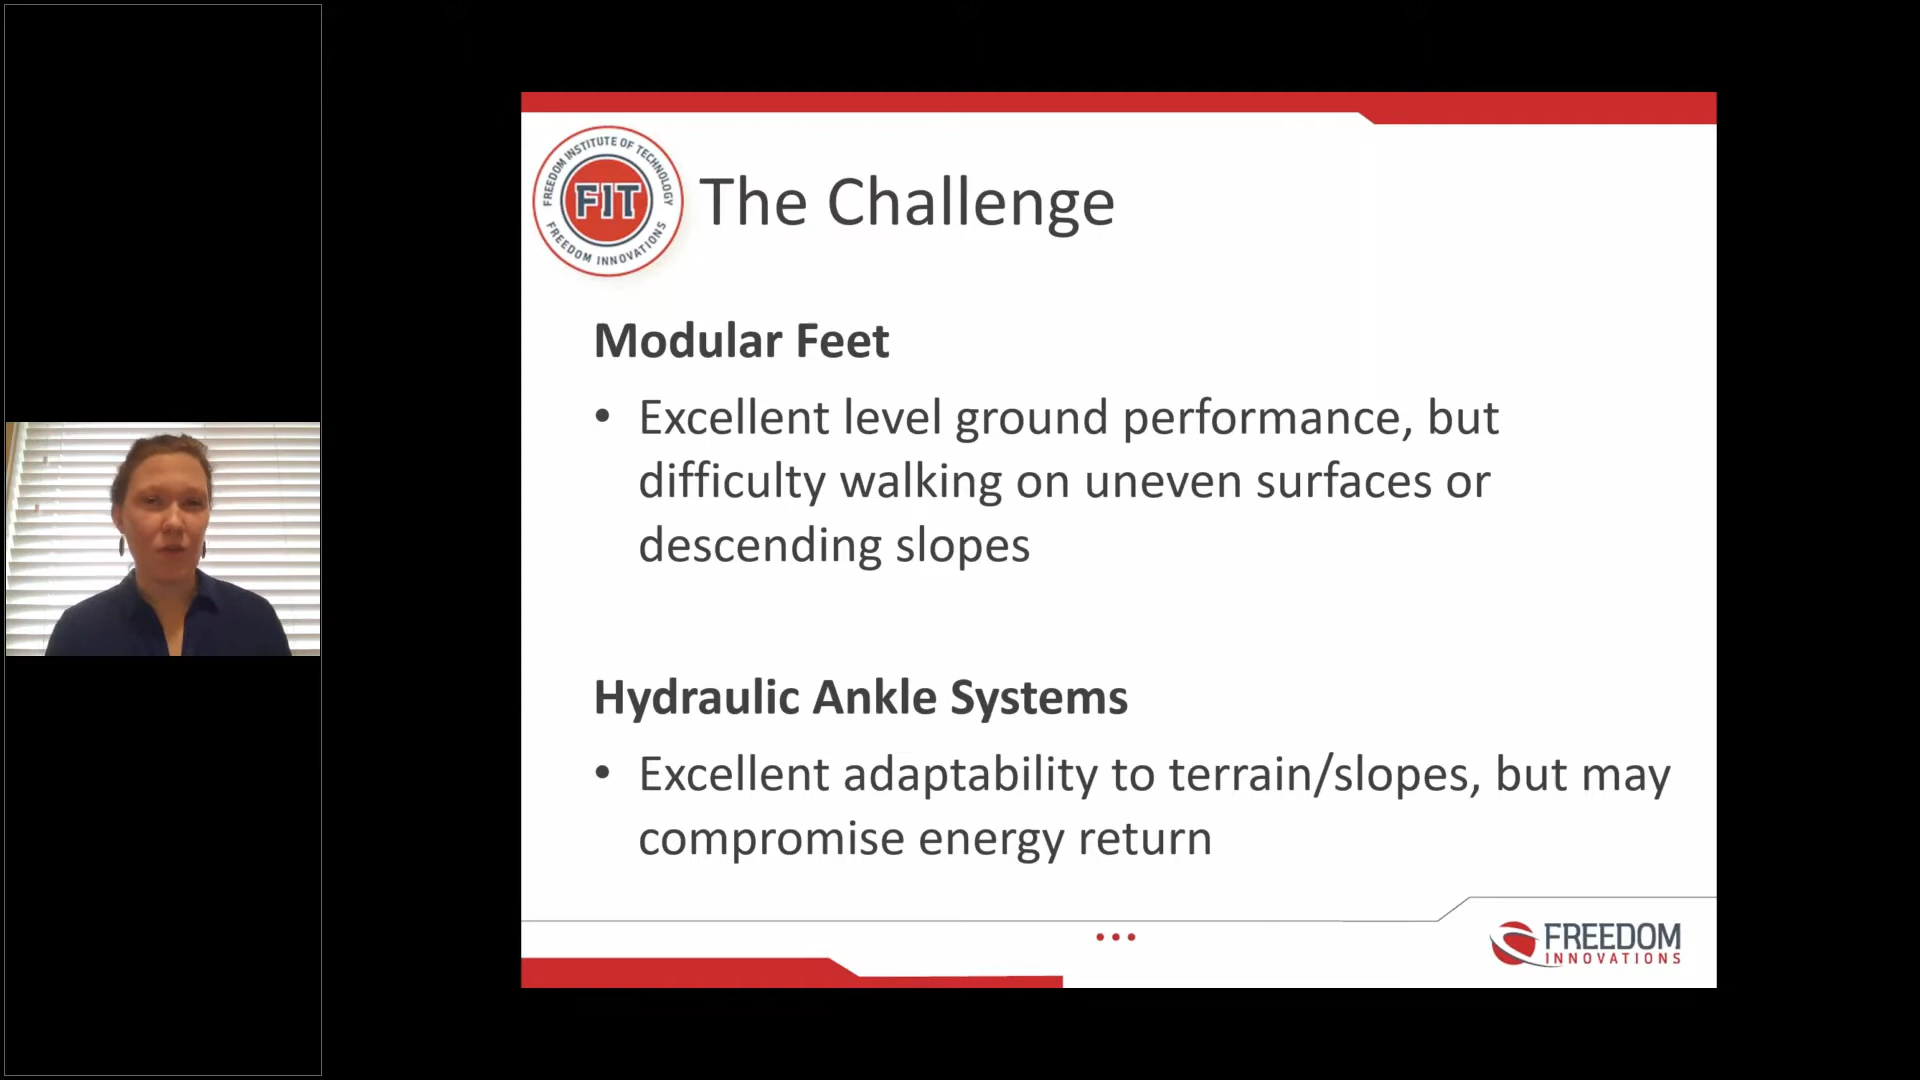 FREEDOM INSTITUTE OF TECHNOLOGY
FIT
FREEDOM INNOVATIONS
The Challenge
Modular Feet
• Excellent level ground performance, but
difficulty walking on uneven surfaces or
descending slopes
Hydraulic Ankle Systems
• Excellent adaptability to terrain/slopes, but may
compromise energy return
FREEDOM
INNOVATIONS